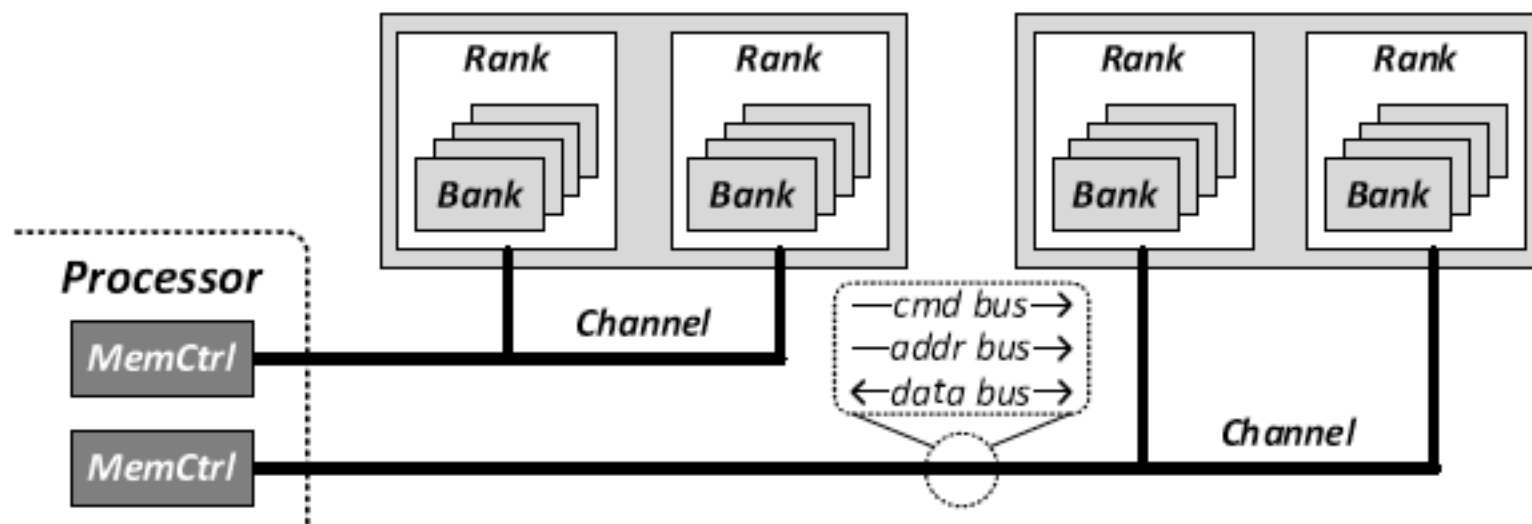 Rank
Rank
Rank
Rank
Bank
Bank
Bank
Bank
Processor
MemCtrl
Channel
cmd bus
addr bus
data bus
MemCtrl
Channel